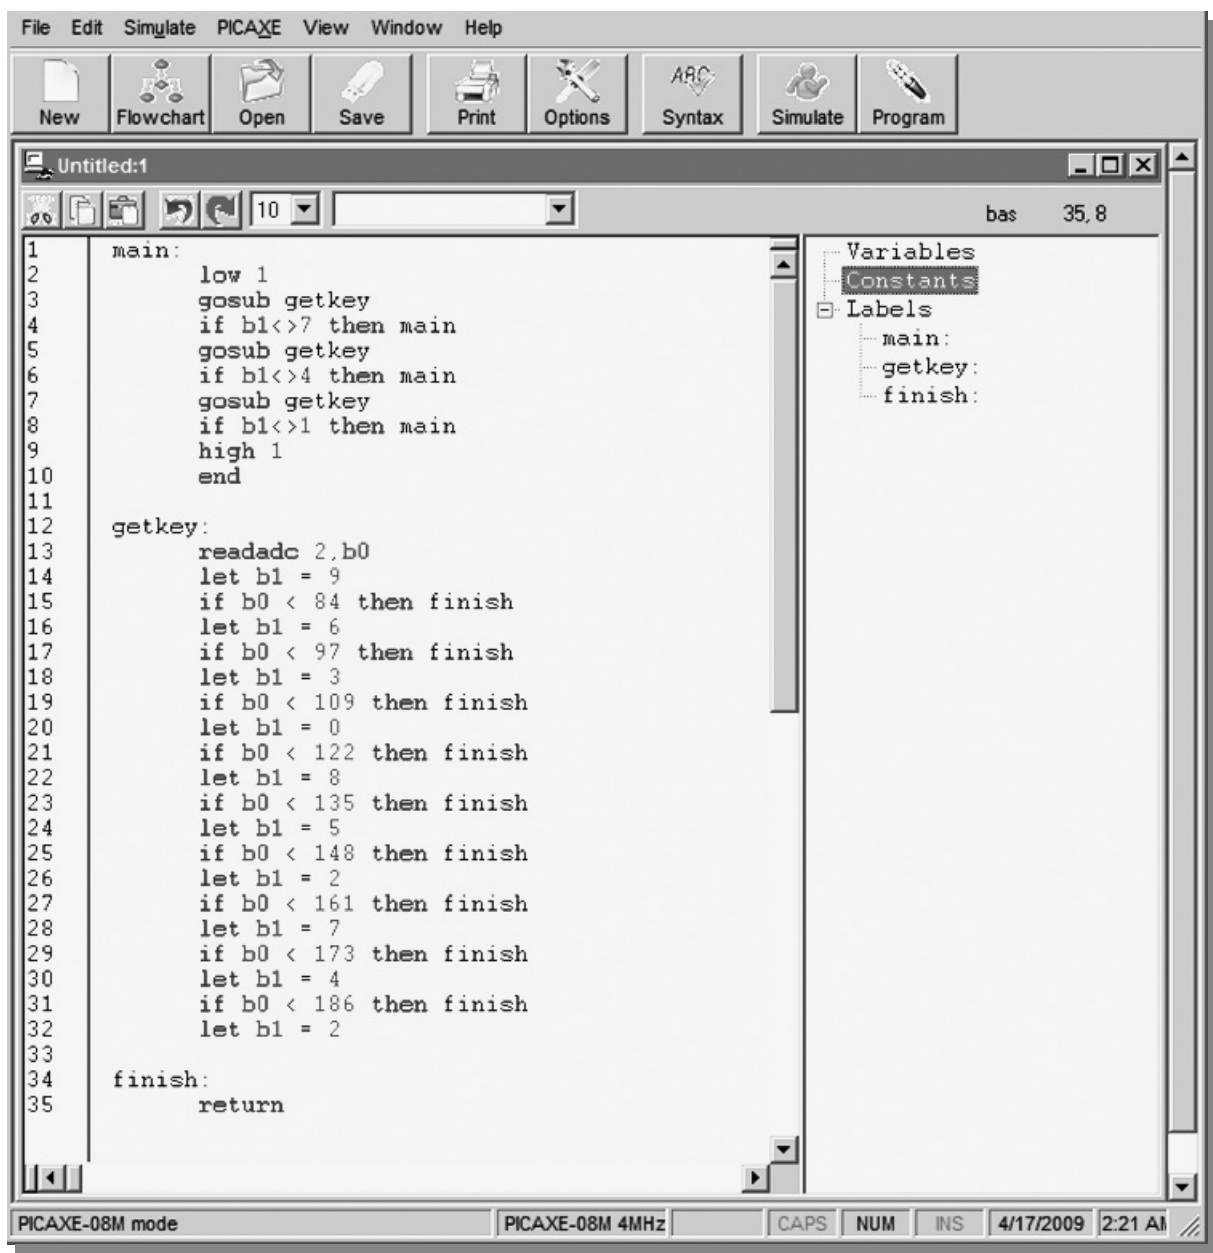 File Edit Simulate PICAXE View Window Help
New Flowchart Open Save Print Options Syntax Simulate Program
Untitled:1
10 bas 35, 8
1 main:
2 low 1
3 gosub getkey
4 if b1<>7 then main
5 gosub getkey
6 if b1<>4 then main
7 gosub getkey
8 if b1<>1 then main
9 high 1
10 end
11
12 getkey:
13 readadc 2,b0
14 let b1 = 9
15 if b0 < 84 then finish
16 let b1 = 6
17 if b0 < 97 then finish
18 let b1 = 3
19 if b0 < 109 then finish
20 let b1 = 0
21 if b0 < 122 then finish
22 let b1 = 8
23 if b0 < 135 then finish
24 let b1 = 5
25 if b0 < 148 then finish
26 let b1 = 2
27 if b0 < 161 then finish
28 let b1 = 7
29 if b0 < 173 then finish
30 let b1 = 4
31 if b0 < 186 then finish
32 let b1 = 2
33
34 finish:
35 return
Variables
Constants
Labels
main:
getkey:
finish:
PICAXE-08M mode PICAXE-08M 4MHz CAPS NUM INS 4/17/2009 2:21 AM